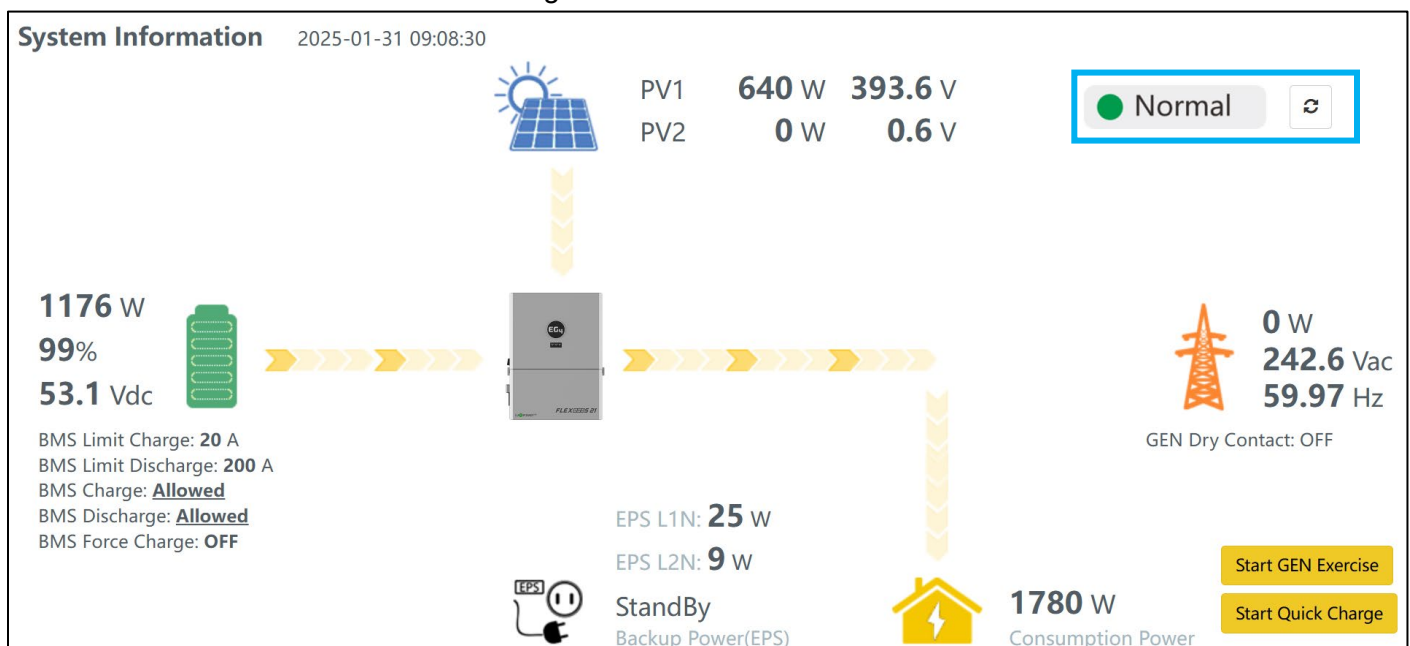 System Information 2025-01-31 09:08:30
PV1 640 W 393.6 V
PV2 0 W 0.6 V
Normal
1176 W
99%
53.1 Vdc
BMS Limit Charge: 20 A
BMS Limit Discharge: 200 A
BMS Charge: Allowed
BMS Discharge: Allowed
BMS Force Charge: OFF
EG4
0 W
242.6 Vac
59.97 Hz
GEN Dry Contact: OFF
EPS L1N: 25 W
EPS L2N: 9 W
EPS
StandBy
Backup Power(EPS)
1780 W
Consumption Power
Start GEN Exercise
Start Quick Charge